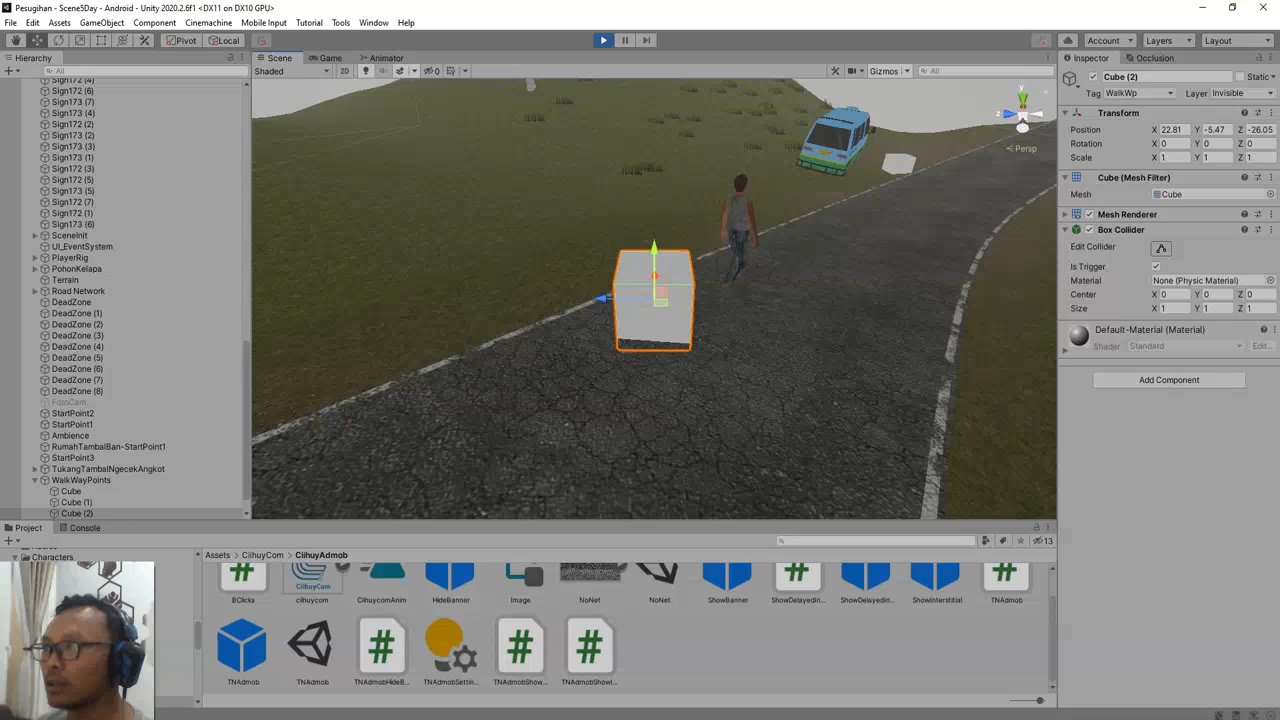 Pesugihan - Scene5Day - Android - Unity 2020.2.6f1 <DX11 on DX10 GPU>
File Edit Assets GameObject Component Cinemachine Mobile Input Tutorial Tools Window Help
Pivot Local Account Layers Layout
Hierarchy
Scene Game Animator
Inspector Occlusion
All
Shaded 2D 0 Gizmos All
Cube (2) Static
Tag WalkWp Layer Invisible
Transform
Position X 22.81 Y -5.47 Z -26.05
Rotation X 0 Y 0 Z 0
Scale X 1 Y 1 Z 1
Cube (Mesh Filter)
Mesh Cube
Mesh Renderer
Box Collider
Edit Collider
Is Trigger
Material None (Physic Material)
Center X 0 Y 0 Z 0
Size X 1 Y 1 Z 1
Default-Material (Material)
Shader Standard Edit...
Add Component
y
z
Persp
Sign172 (4)
Sign172 (6)
Sign173 (7)
Sign173 (4)
Sign172 (2)
Sign173 (2)
Sign173 (3)
Sign173 (1)
Sign172 (3)
Sign172 (5)
Sign173 (5)
Sign172 (7)
Sign172 (1)
Sign173 (6)
SceneInit
UI_EventSystem
PlayerRig
PohonKelapa
Terrain
Road Network
DeadZone
DeadZone (1)
DeadZone (2)
DeadZone (3)
DeadZone (4)
DeadZone (5)
DeadZone (6)
DeadZone (7)
DeadZone (8)
FotoCam
StartPoint2
StartPoint1
Ambience
RumahTambalBan-StartPoint1
StartPoint3
TukangTambalNgecekAngkot
WalkWayPoints
Cube
Cube (1)
Cube (2)
Project Console
13
Characters
Assets > CiihuyCom > CiihuyAdmob
CiihuyCom
BClicks ciihuycom CiihuycomAnim HideBanner Image NoNet NoNet ShowBanner ShowDelayedIn... ShowDelayedIn... ShowInterstitial TNAdmob
TNAdmob TNAdmob TNAdmobHideB... TNAdmobSettin... TNAdmobShow... TNAdmobShowI...